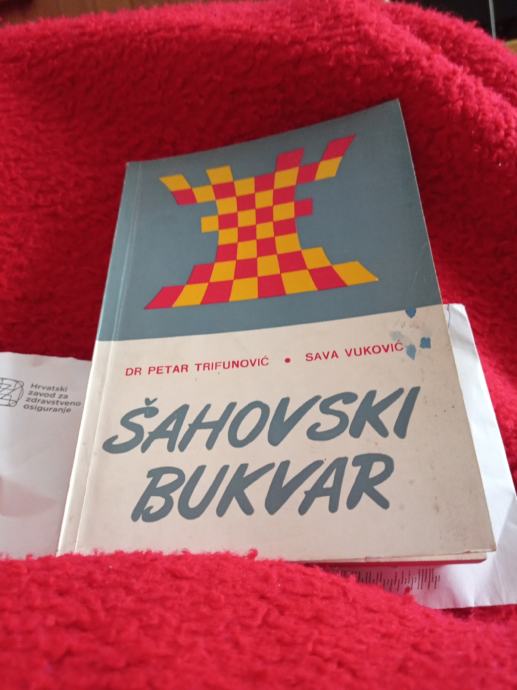 DR PETAR TRIFUNOVIĆ • SAVA VUKOVIĆ
ŠAHOVSKI
BUKVAR
Hrvatski
zavod za
zdravstveno
osiguranje